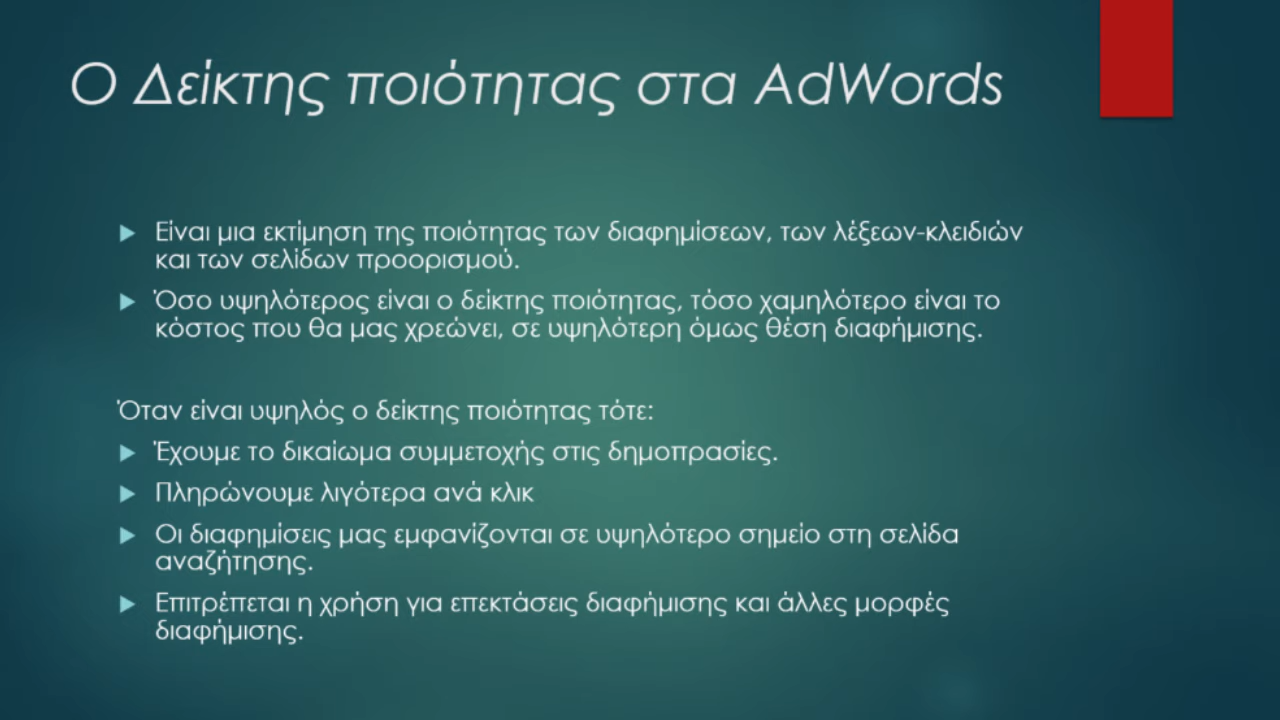 Ο Δείκτης ποιότητας στα AdWords
Είναι μια εκτίμηση της ποιότητας των διαφημίσεων, των λέξεων-κλειδιών
και των σελίδων προορισμού.
Όσο υψηλότερος είναι ο δείκτης ποιότητας, τόσο χαμηλότερο είναι το
κόστος που θα μας χρεώνει, σε υψηλότερη όμως θέση διαφήμισης.
Όταν είναι υψηλός ο δείκτης ποιότητας τότε:
Έχουμε το δικαίωμα συμμετοχής στις δημοπρασίες.
Πληρώνουμε λιγότερα ανά κλικ
Οι διαφημίσεις μας εμφανίζονται σε υψηλότερο σημείο στη σελίδα
αναζήτησης.
Επιτρέπεται η χρήση για επεκτάσεις διαφήμισης και άλλες μορφές
διαφήμισης.